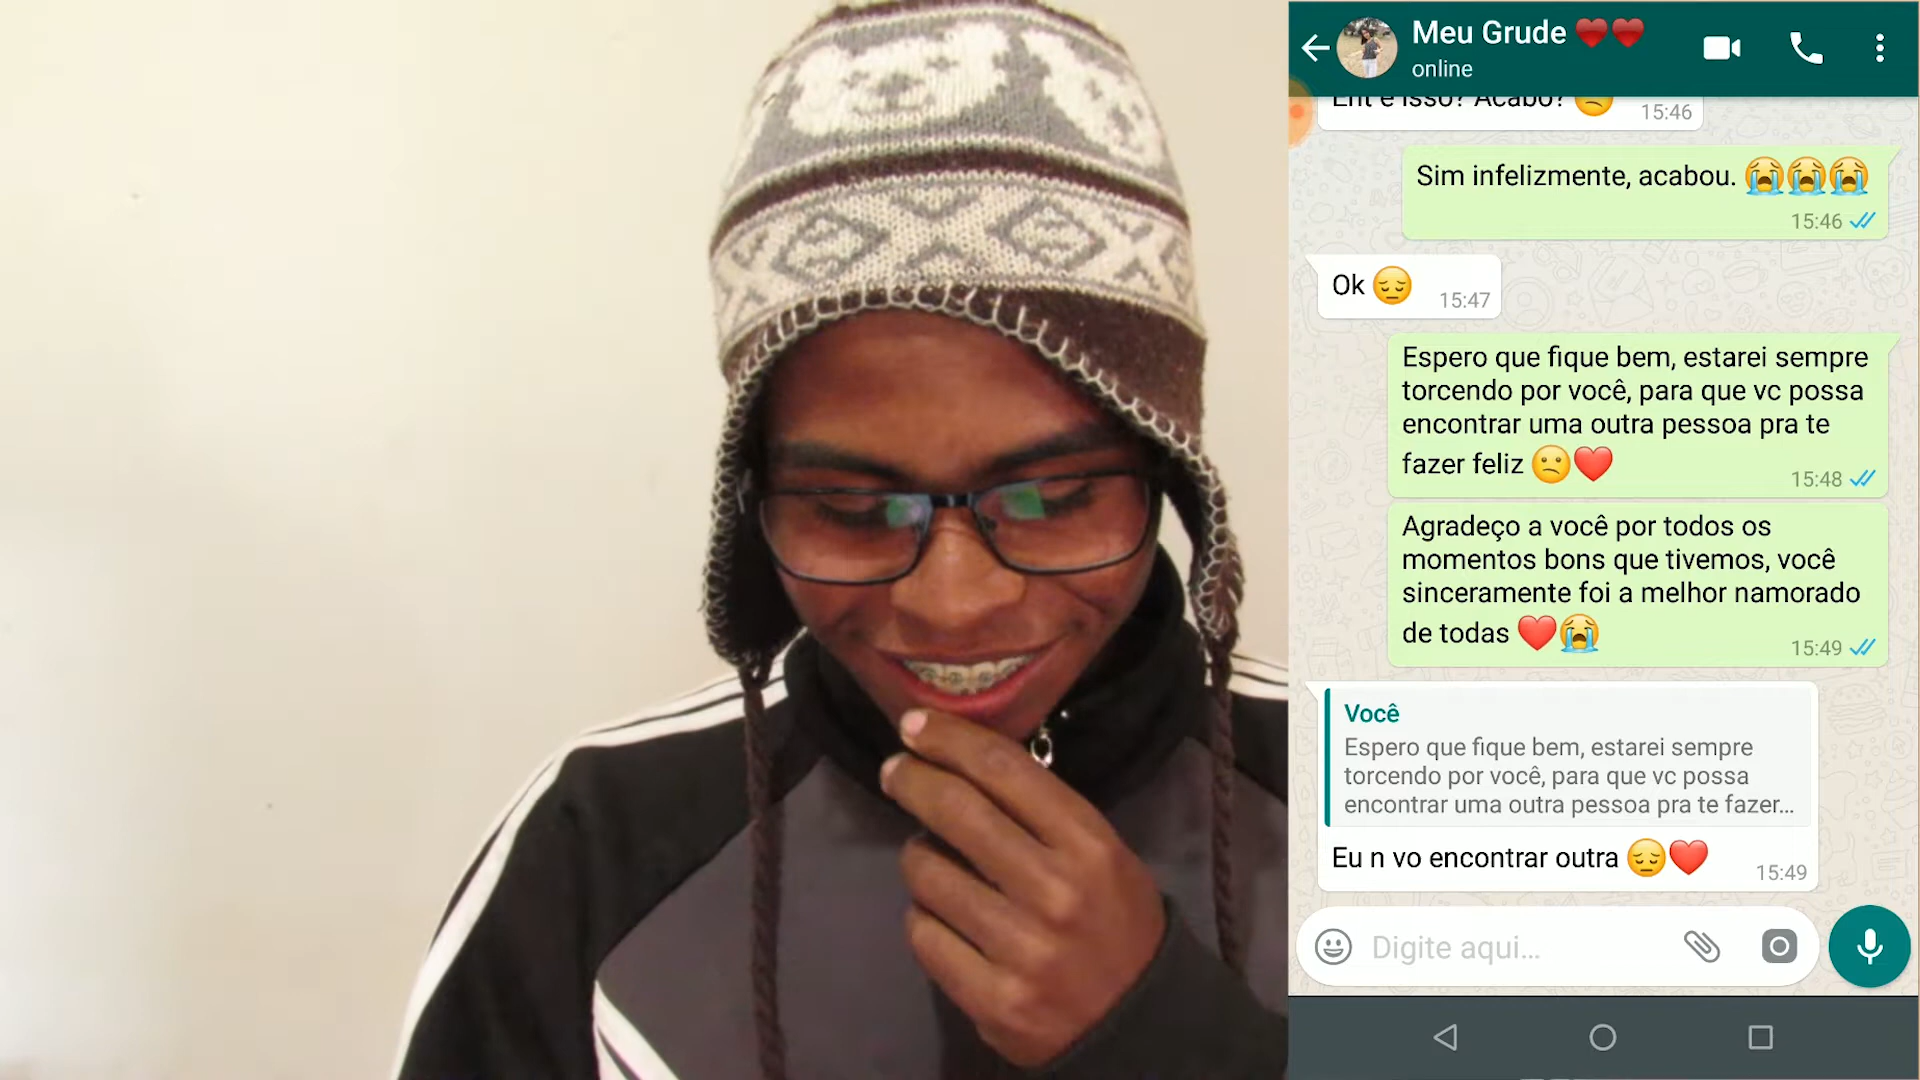 Meu Grude
online
Ent é isso? Acabo?
15:46
Sim infelizmente, acabou.
15:46
Ok
15:47
Espero que fique bem, estarei sempre
torcendo por você, para que vc possa
encontrar uma outra pessoa pra te
fazer feliz
15:48
Agradeço a você por todos os
momentos bons que tivemos, você
sinceramente foi a melhor namorado
de todas
15:49
Você
Espero que fique bem, estarei sempre
torcendo por você, para que vc possa
encontrar uma outra pessoa pra te fazer...
Eu n vo encontrar outra
15:49
Digite aqui...